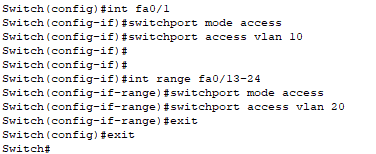 Switch(config)#int fa0/1
Switch(config-if)#switchport mode access
Switch(config-if)#switchport access vlan 10
Switch(config-if)#
Switch(config-if)#
Switch(config-if)#int range fa0/13-24
Switch(config-if-range)#switchport mode access
Switch(config-if-range)#switchport access vlan 20
Switch(config-if-range)#exit
Switch(config)#exit
Switch#